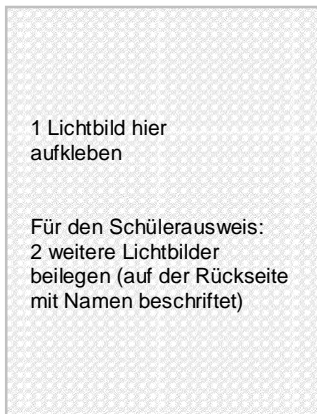 1 Lichtbild hier
aufkleben
Für den Schülerausweis:
2 weitere Lichtbilder
beilegen (auf der Rückseite
mit Namen beschriftet)